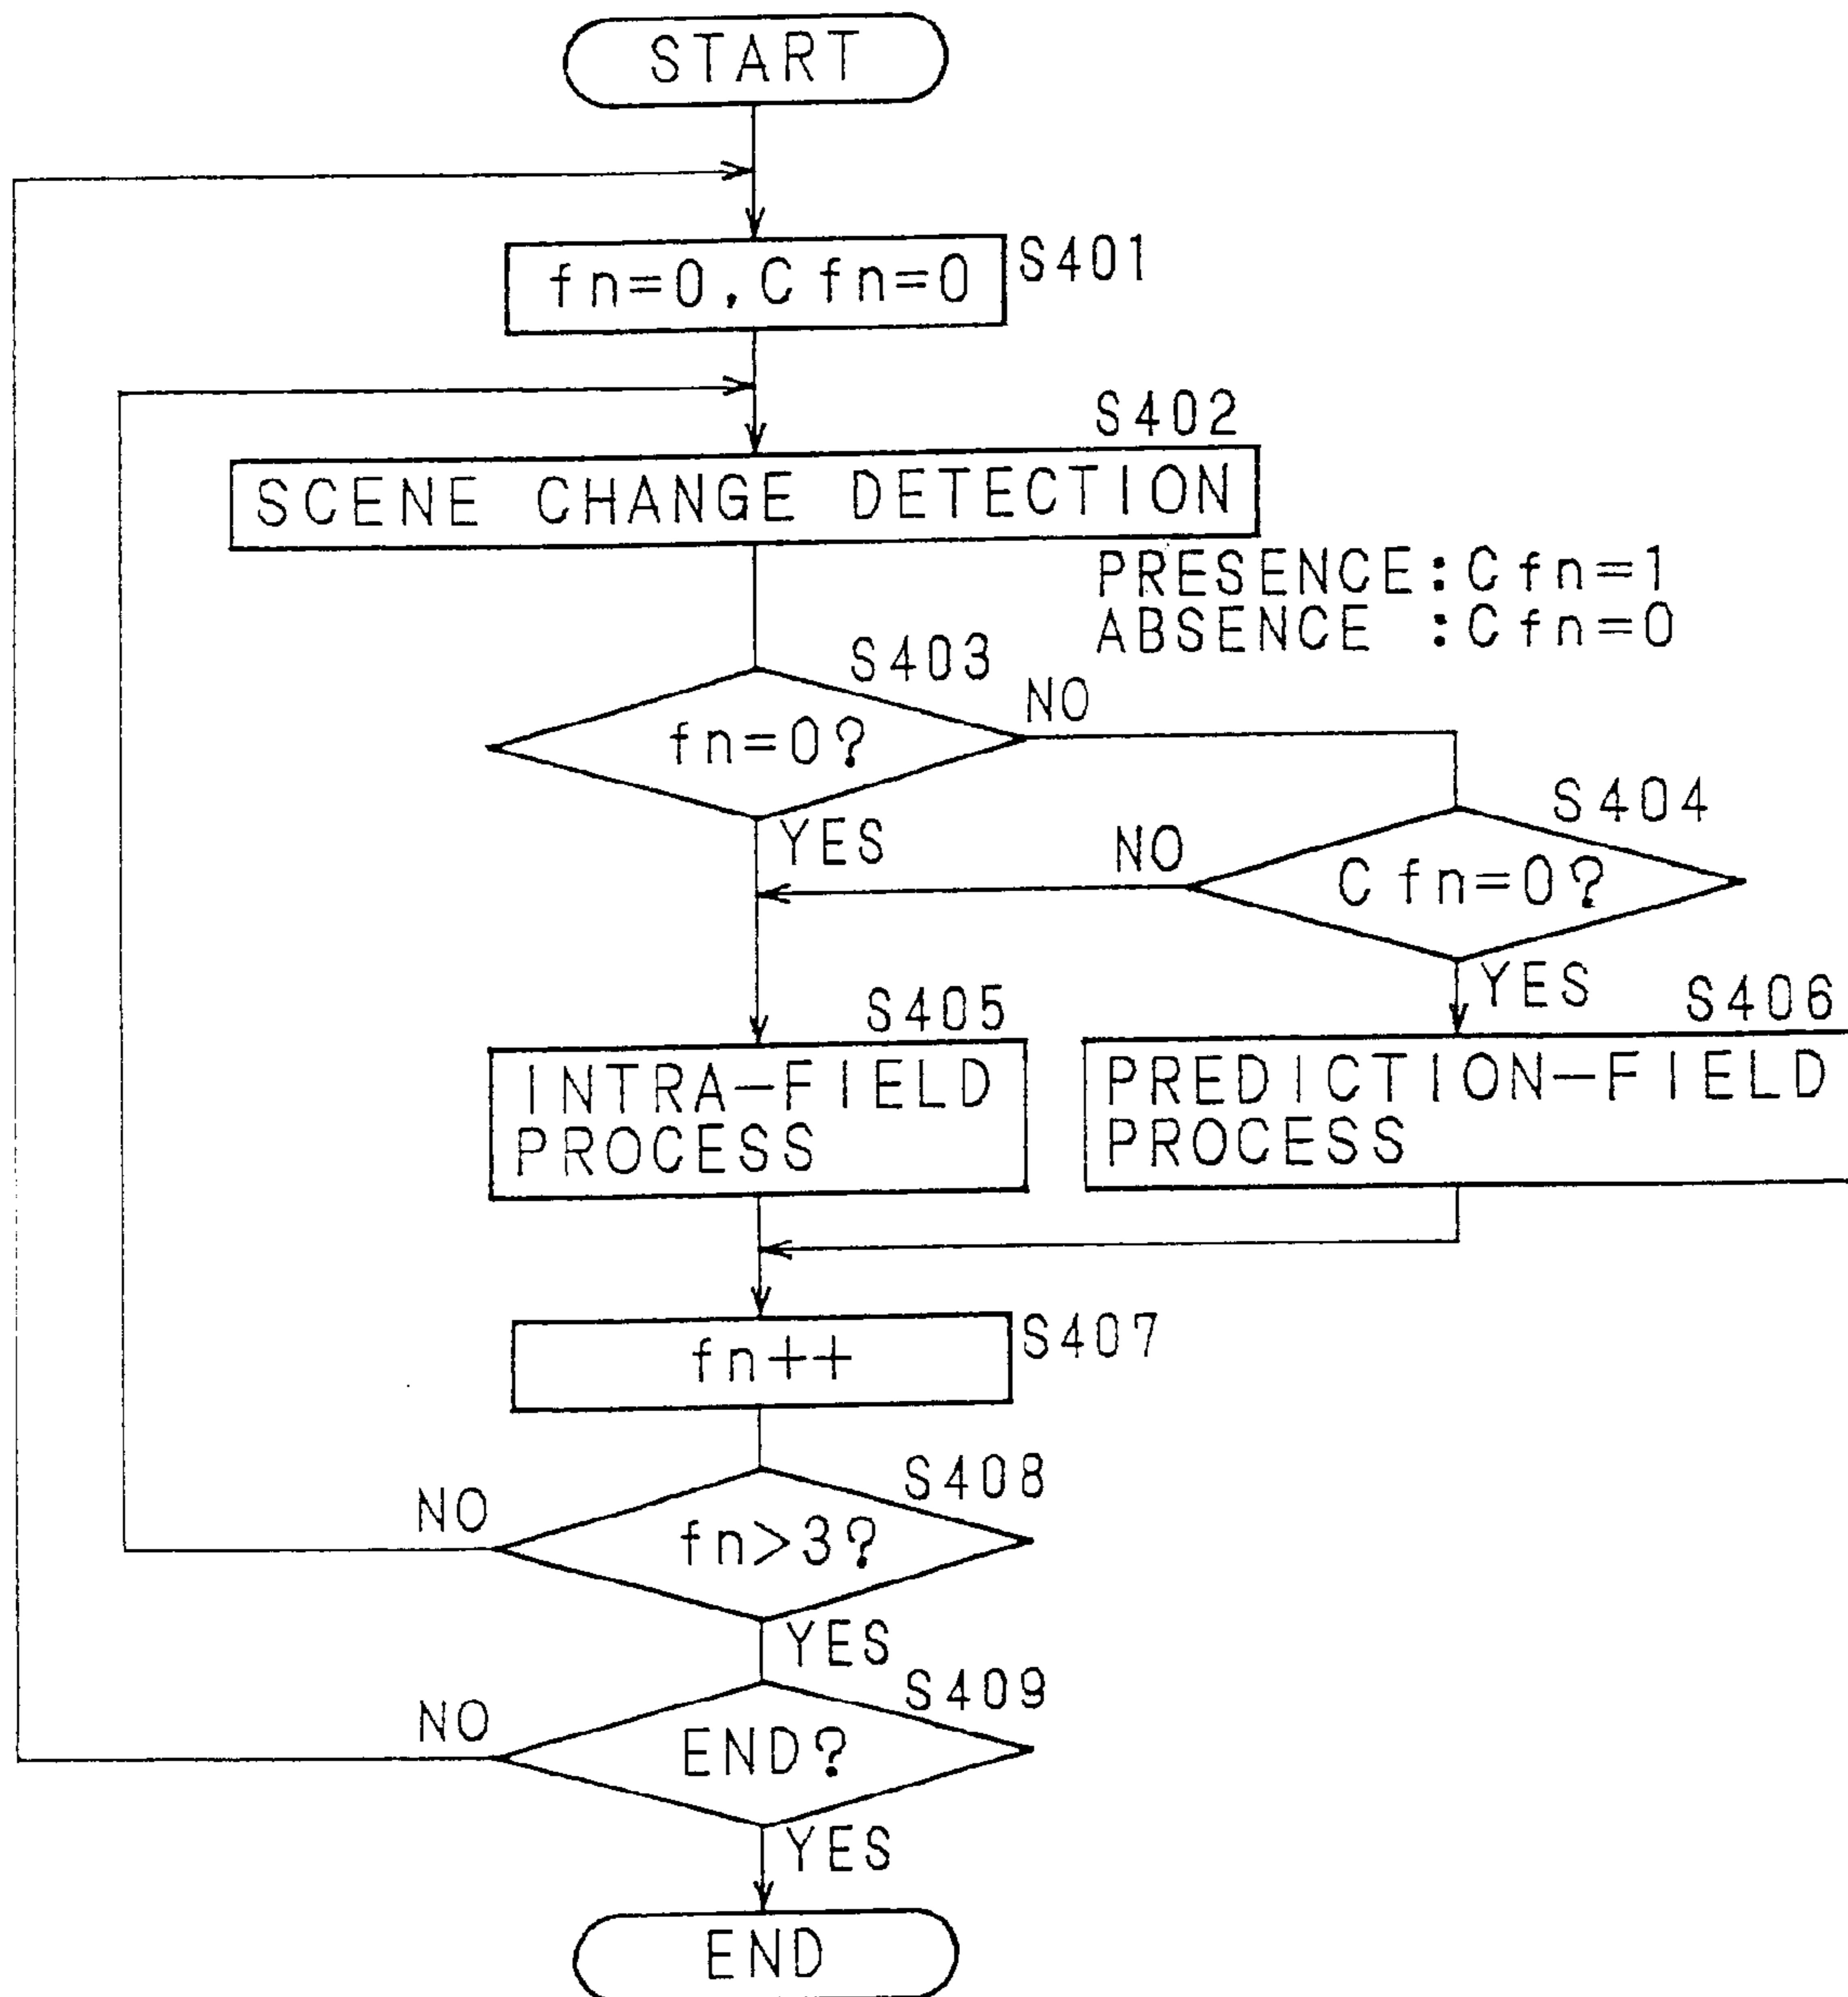 START
fn=0,Cfn=0
S401
S402
SCENE CHANGE DETECTION
PRESENCE:Cfn=1
ABSENCE :Cfn=0
S403
fn=0?
NO
YES
S404
Cfn=0?
NO
YES
S405
INTRA-FIELD
PROCESS
S406
PREDICTION-FIELD
PROCESS
fn++
S407
S408
fn>3?
NO
YES
S409
END?
NO
YES
END